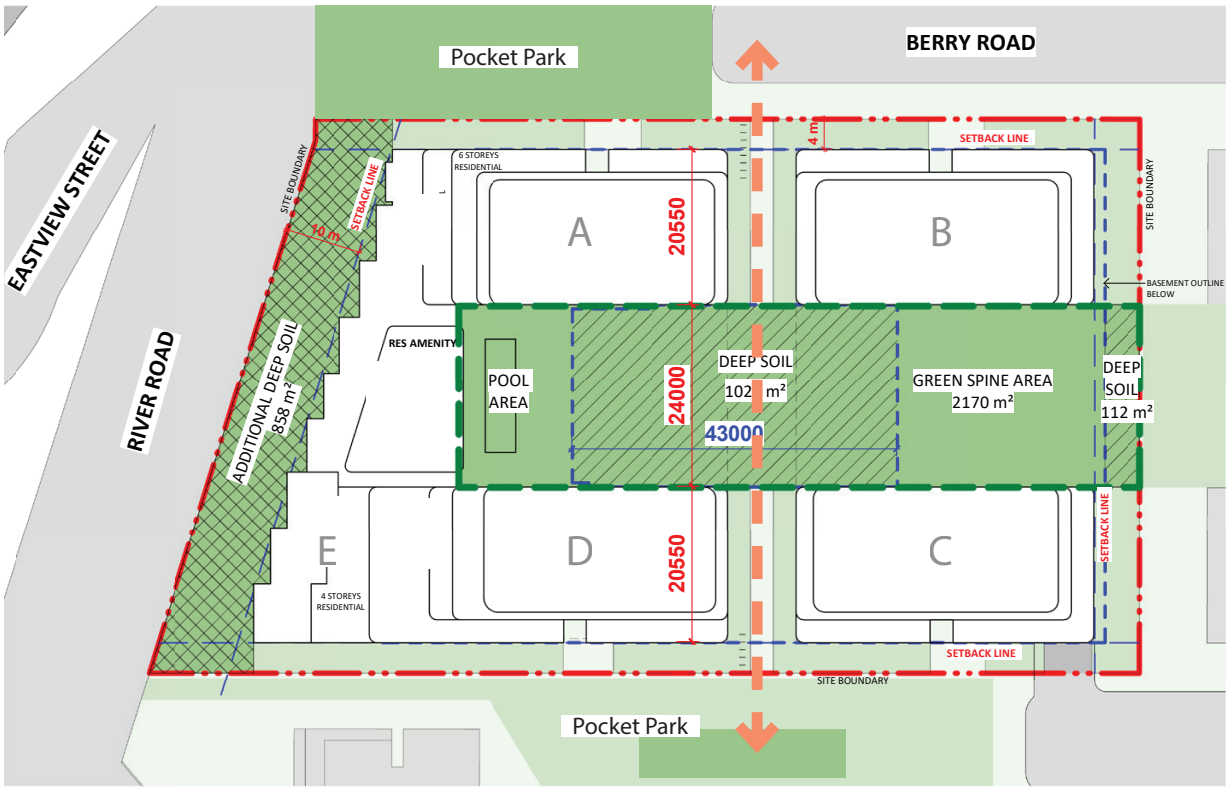 Pocket Park
BERRY ROAD
EASTVIEW STREET
RIVER ROAD
SITE BOUNDARY
SETBACK LINE
10 m
6 STOREYS
RESIDENTIAL
4 m
SETBACK LINE
SITE BOUNDARY
A
B
20550
BASEMENT OUTLINE
BELOW
ADDITIONAL DEEP SOIL
858 m²
RES AMENITY
POOL
AREA
24000
DEEP SOIL
102 m²
43000
GREEN SPINE AREA
2170 m²
DEEP
SOIL
112 m²
E
D
C
20550
SETBACK LINE
4 STOREYS
RESIDENTIAL
SETBACK LINE
SITE BOUNDARY
Pocket Park